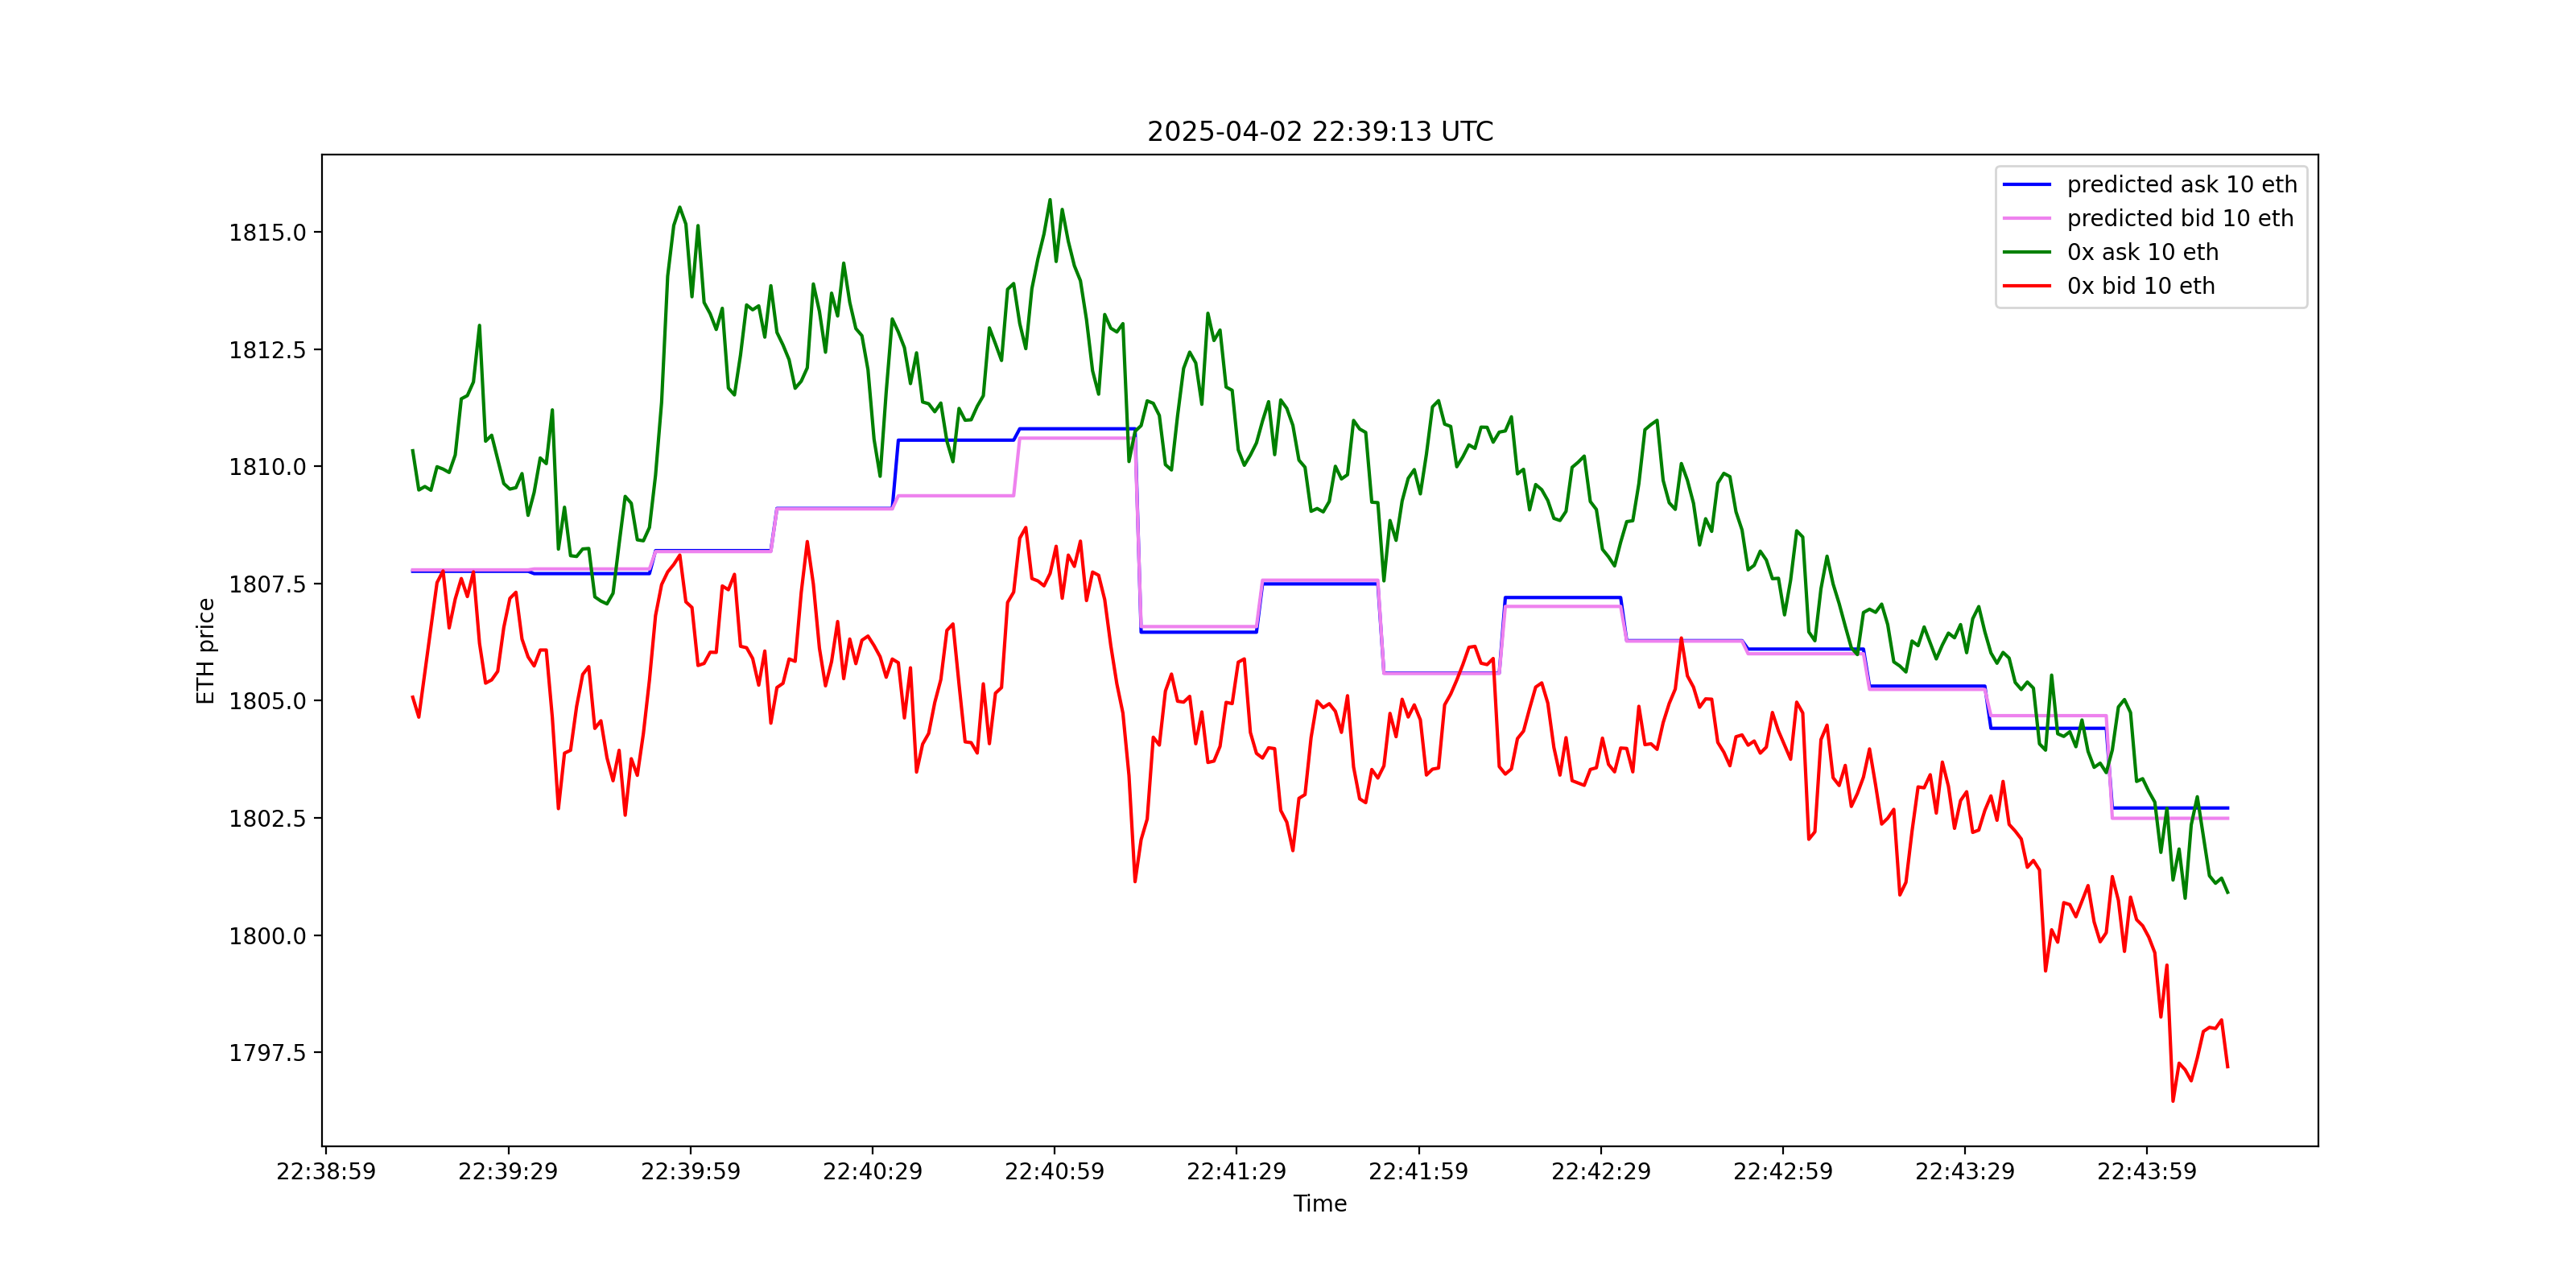 2025-04-02 22:39:13 UTC
predicted ask 10 eth
predicted bid 10 eth
0x ask 10 eth
0x bid 10 eth
ETH price
1815.0
1812.5
1810.0
1807.5
1805.0
1802.5
1800.0
1797.5
22:38:59 22:39:29 22:39:59 22:40:29 22:40:59 22:41:29 22:41:59 22:42:29 22:42:59 22:43:29 22:43:59
Time